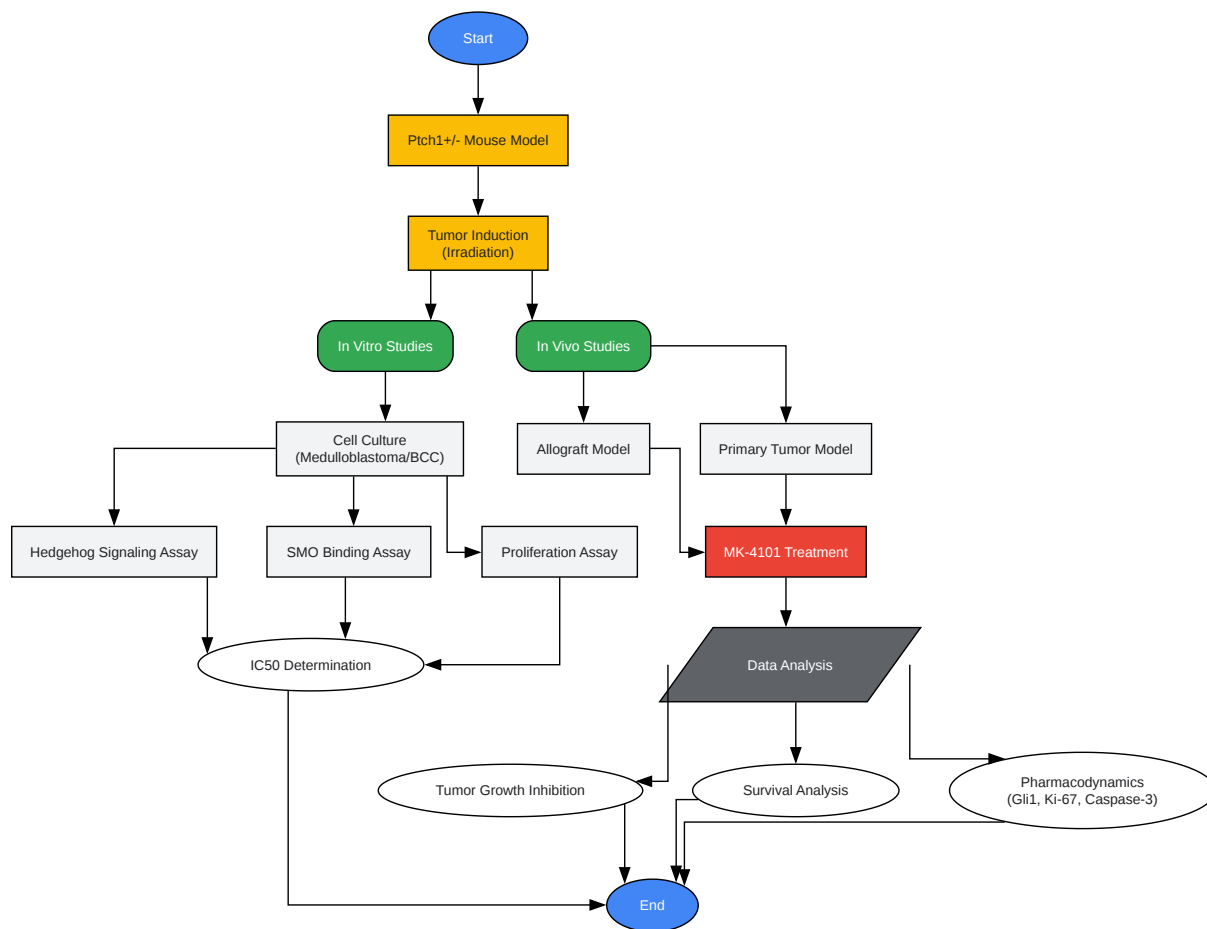 Start
Ptch1+/- Mouse Model
Tumor Induction
(Irradiation)
In Vitro Studies
In Vivo Studies
Cell Culture
(Medulloblastoma/BCC)
Allograft Model
Primary Tumor Model
Hedgehog Signaling Assay
SMO Binding Assay
Proliferation Assay
MK-4101 Treatment
IC50 Determination
Data Analysis
Tumor Growth Inhibition
Survival Analysis
Pharmacodynamics
(Gli1, Ki-67, Caspase-3)
End